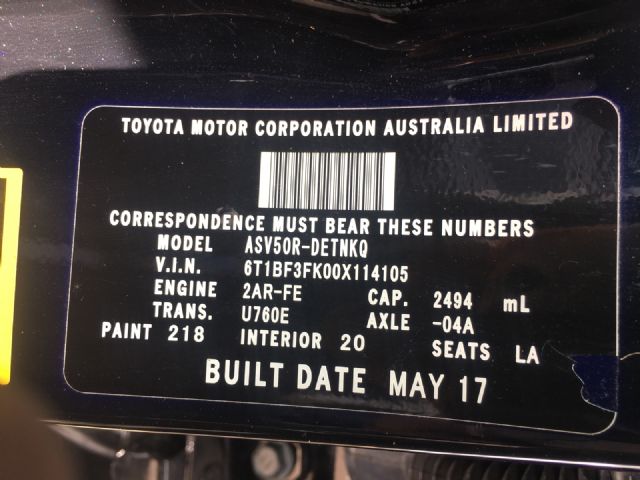 TOYOTA MOTOR CORPORATION AUSTRALIA LIMITED
CORRESPONDENCE MUST BEAR THESE NUMBERS
MODEL ASV50R-DETNKQ
V.I.N. 6T1BF3FK00X114105
ENGINE 2AR-FE CAP. 2494 mL
TRANS. U760E AXLE -04A
PAINT 218 INTERIOR 20 SEATS LA
BUILT DATE MAY 17